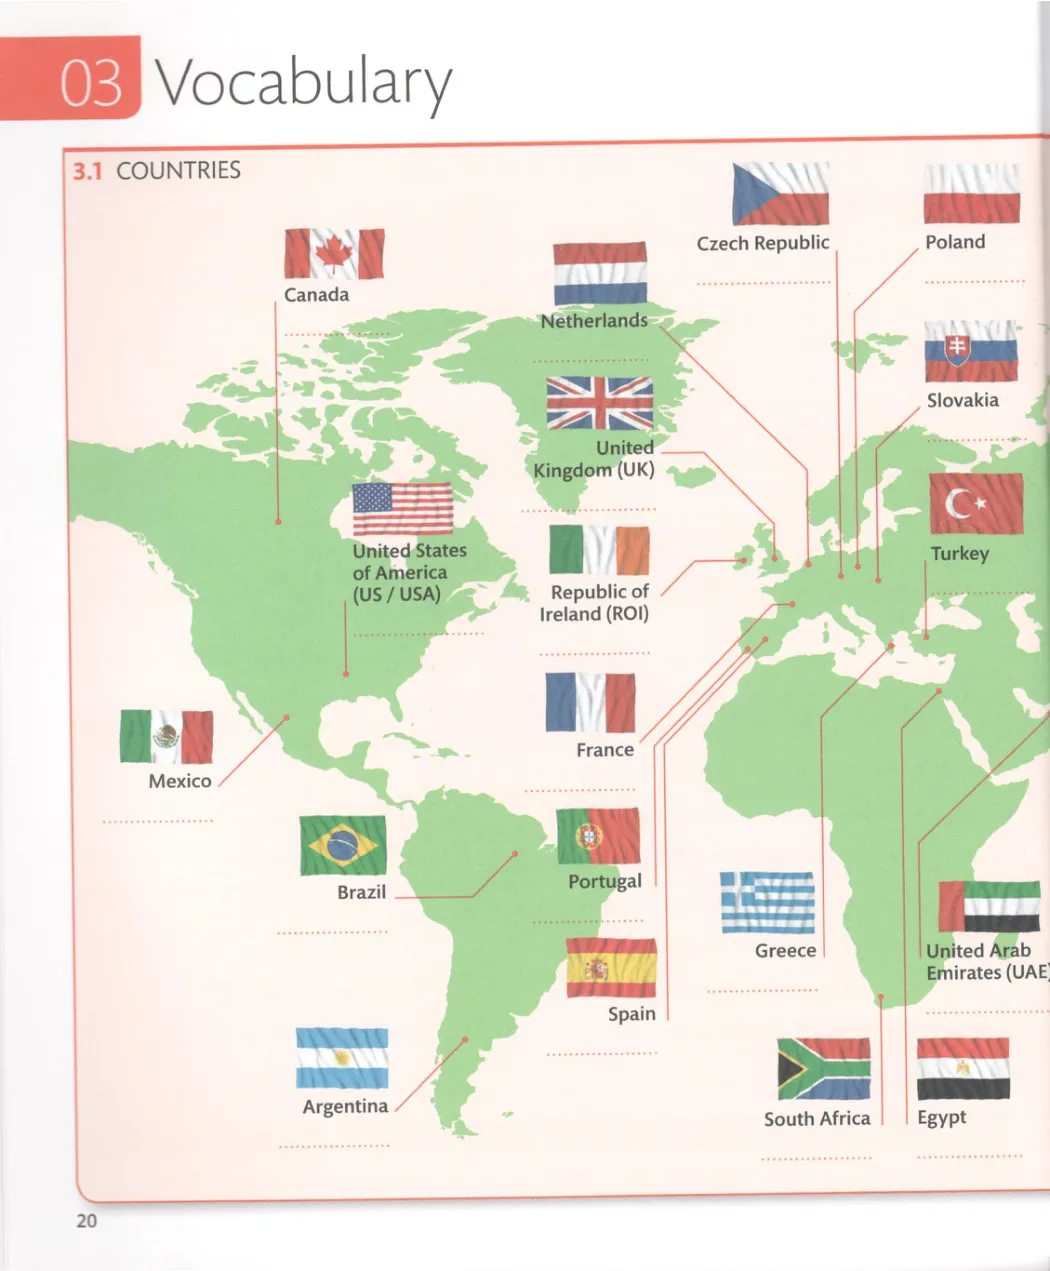 03 Vocabulary
3.1 COUNTRIES
Canada
Netherlands
Czech Republic
Poland
United
Kingdom (UK)
Slovakia
United States
of America
(US / USA)
Republic of
Ireland (ROI)
Turkey
Mexico
France
Brazil
Portugal
Greece
United Arab
Emirates (UAE)
Spain
Argentina
South Africa
Egypt
20